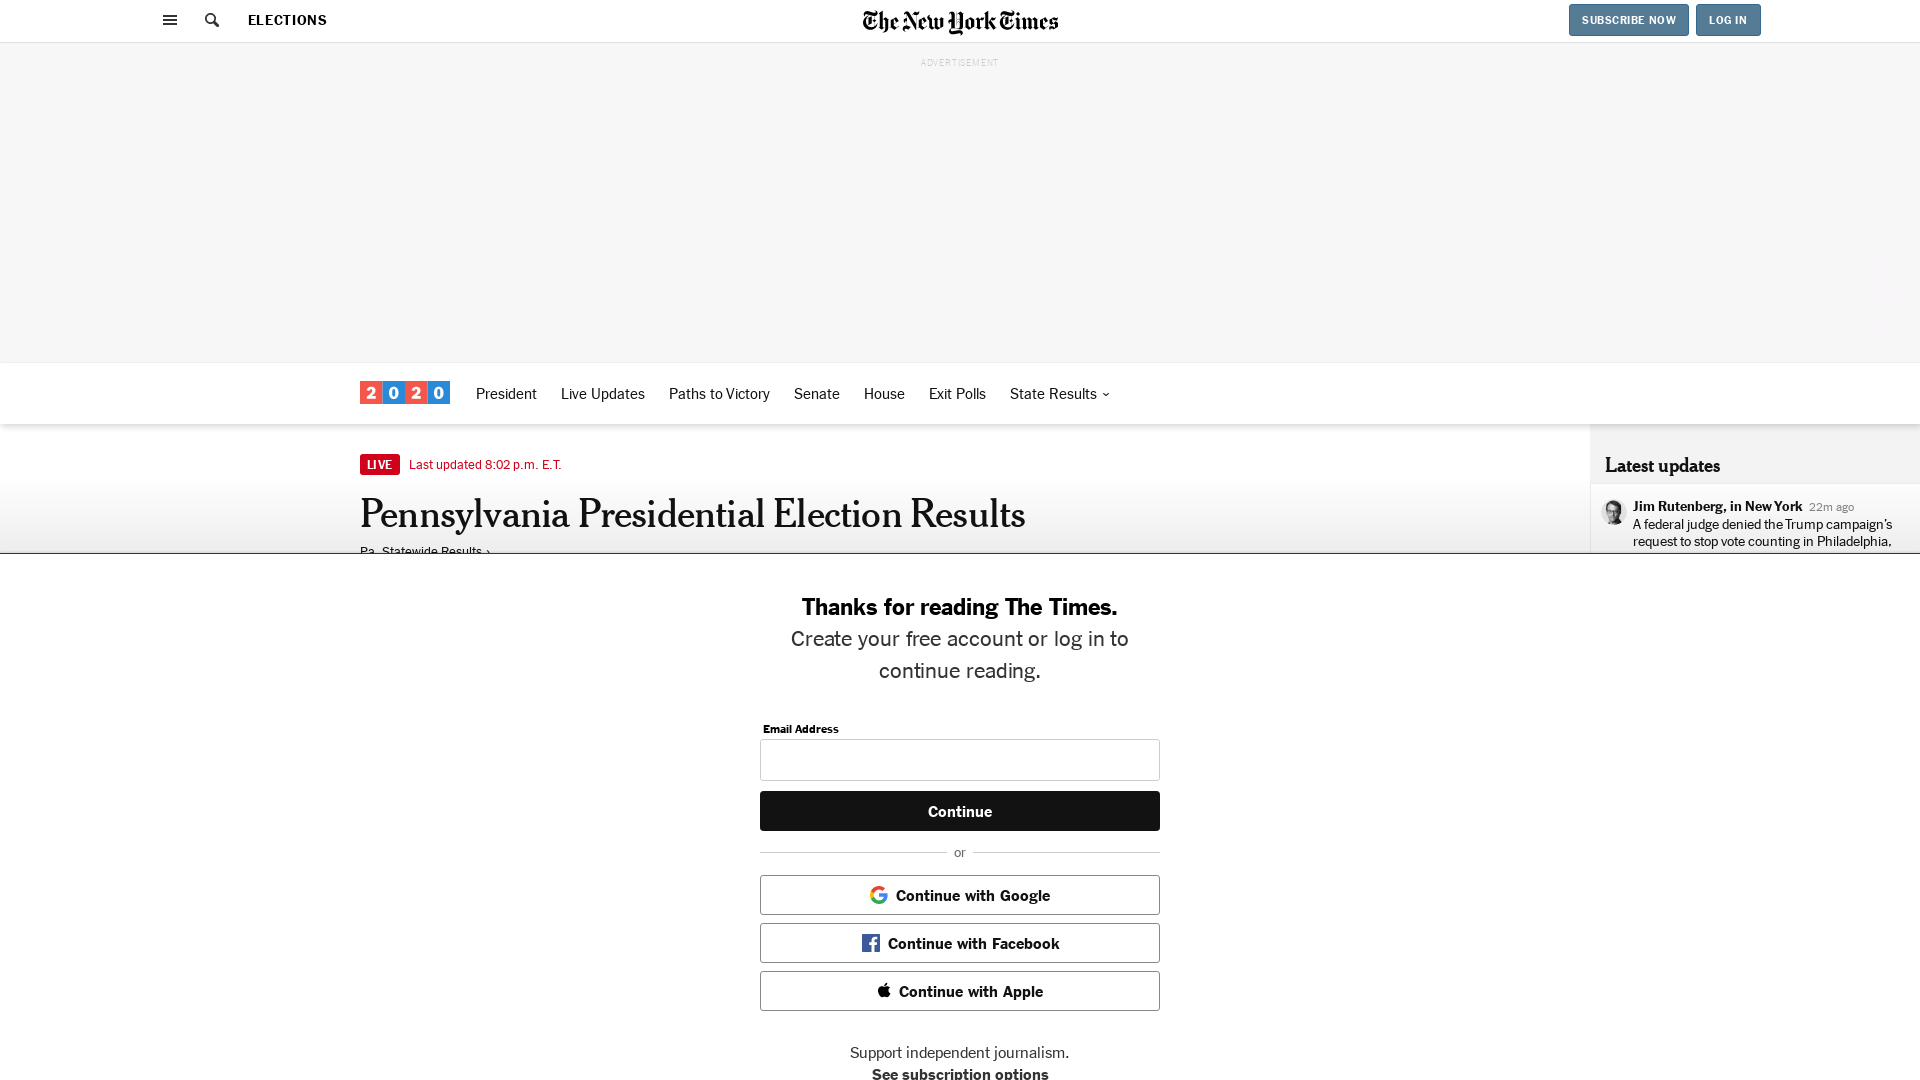 ELECTIONS
The New York Times
SUBSCRIBE NOW
LOG IN
ADVERTISEMENT
2020
President
Live Updates
Paths to Victory
Senate
House
Exit Polls
State Results
LIVE
Last updated 8:02 p.m. E.T.
Pennsylvania Presidential Election Results
Pa. Statewide Results ›
Latest updates
Jim Rutenberg, in New York 22m ago
A federal judge denied the Trump campaign's
request to stop vote counting in Philadelphia,
Thanks for reading The Times.
Create your free account or log in to
continue reading.
Email Address
Continue
or
Continue with Google
Continue with Facebook
Continue with Apple
Support independent journalism.
See subscription options